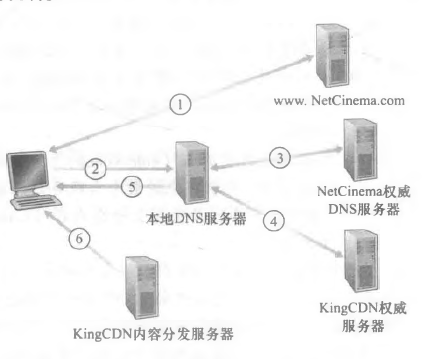 ①
www. NetCinema.com
②
③
⑤
NetCinema权威
DNS服务器
本地DNS服务器
④
⑥
KingCDN权威
服务器
KingCDN内容分发服务器